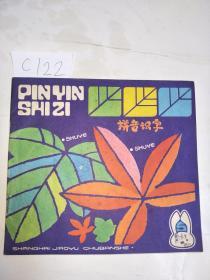 C122
PIN YIN
SHI ZI
拼音识字
SHUYE
SHUYE
SHANGHAI JIAOYU CHUBANSHE